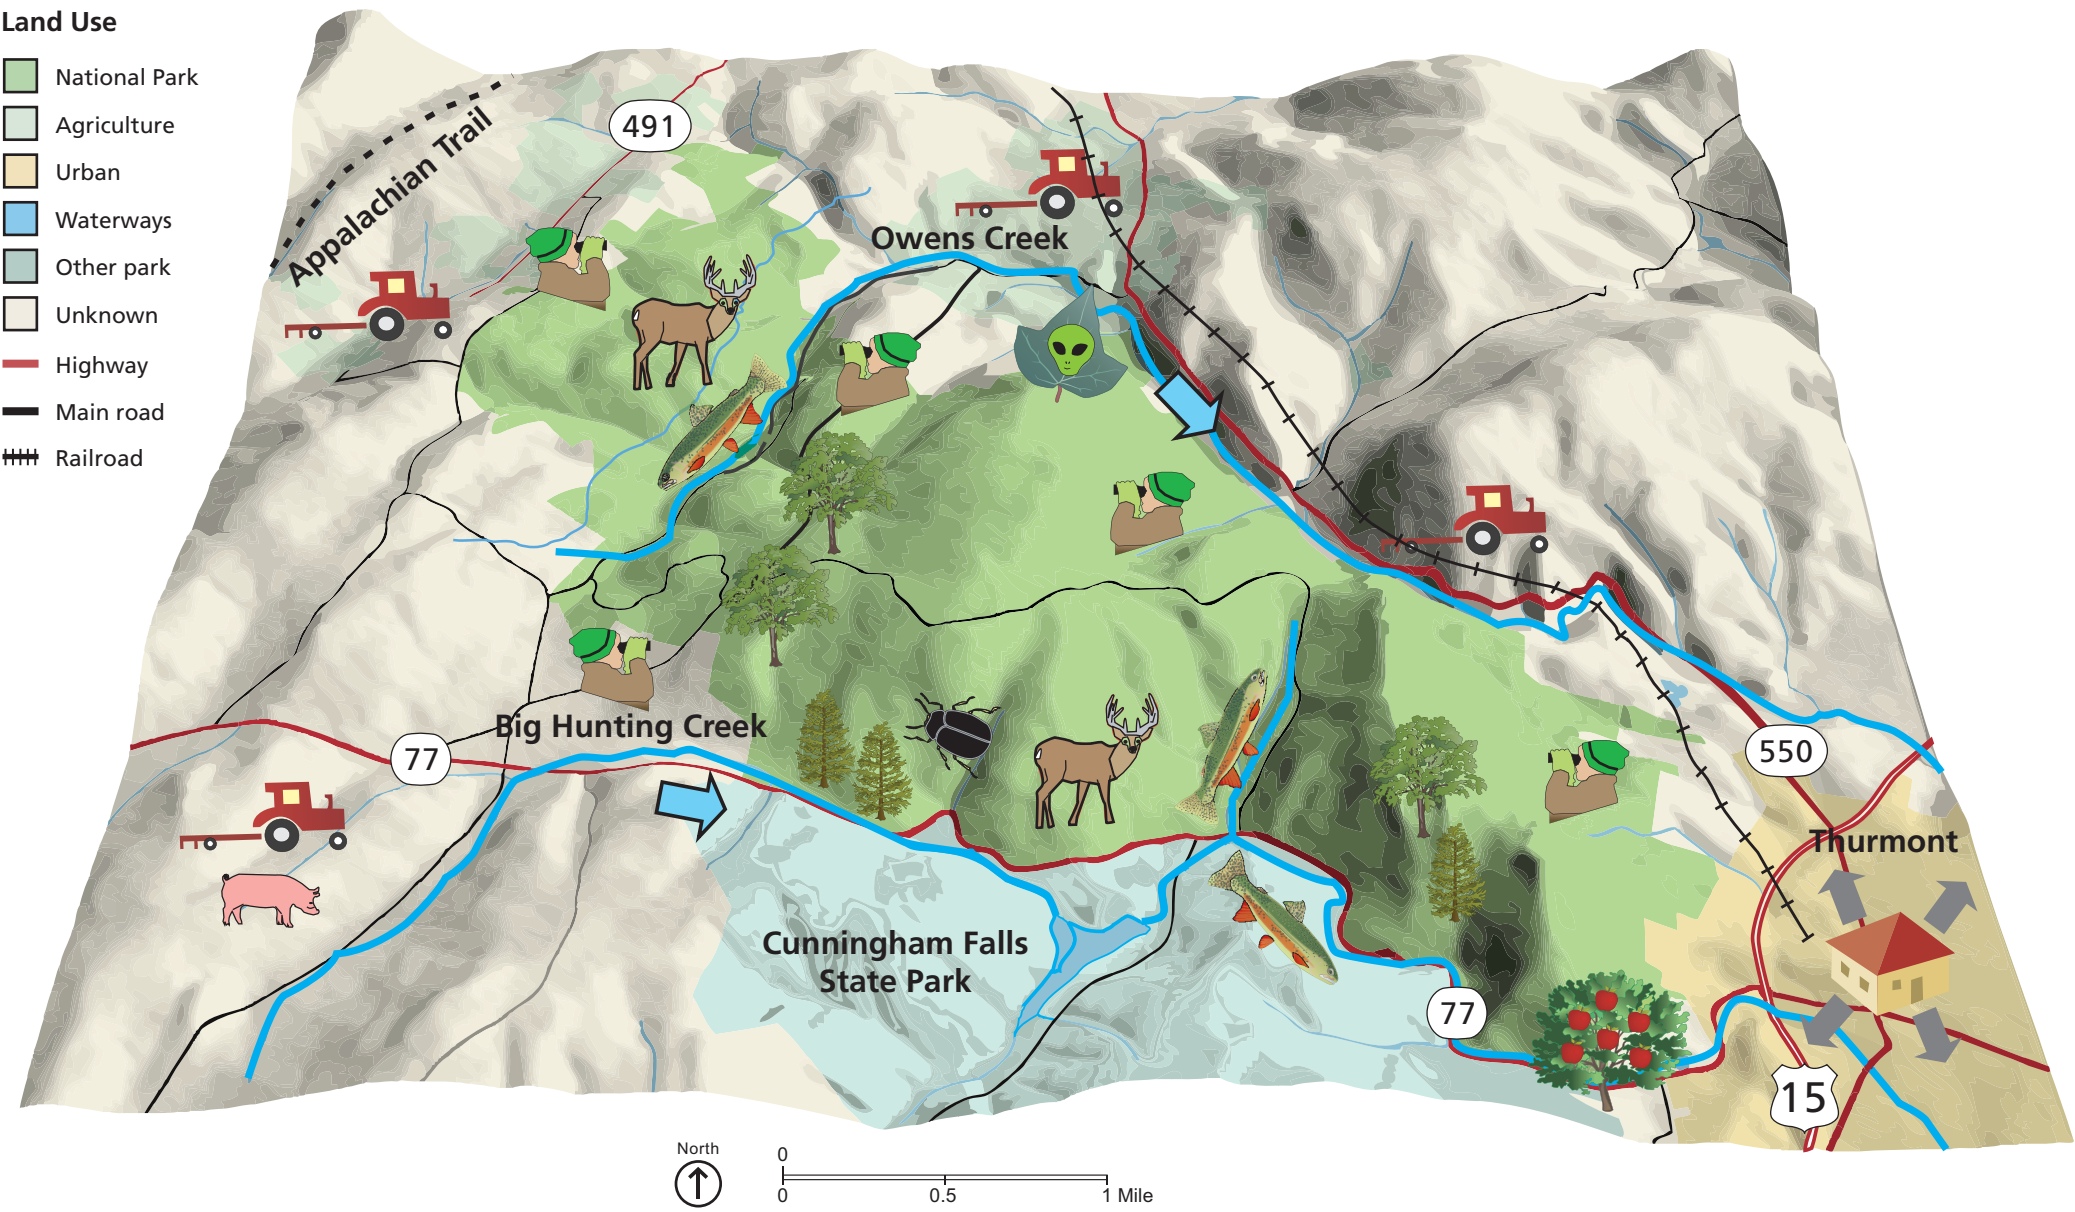 Land Use
National Park
Agriculture
Urban
Waterways
Other park
Unknown
Highway
Main road
Railroad
Appalachian Trail
491
Owens Creek
Big Hunting Creek
77
550
Thurmont
Cunningham Falls
State Park
77
15
North
0
0 0.5 1 Mile